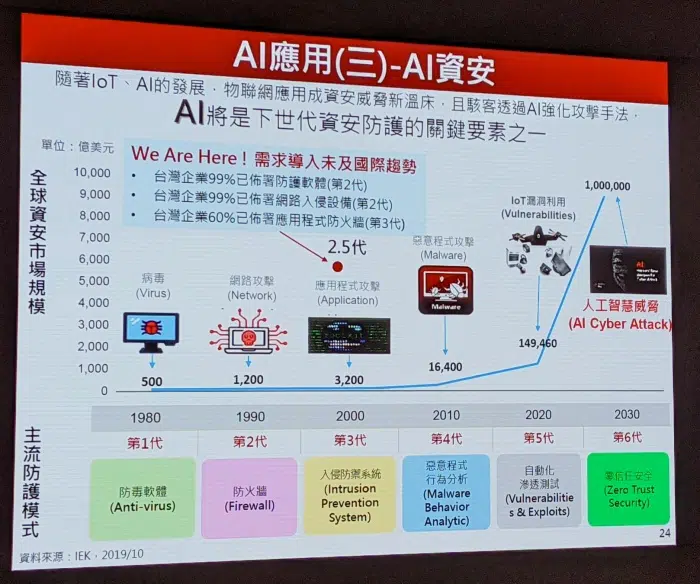 AI應用(三)-AI資安
隨著IoT、AI的發展，物聯網應用成資安威脅新溫床，且駭客透過AI強化攻擊手法，
AI將是下世代資安防護的關鍵要素之一
單位：億美元
全球資安市場規模
10,000
9,000
8,000
7,000
6,000
5,000
4,000
3,000
2,000
1,000
0
We Are Here！需求導入未及國際趨勢
• 台灣企業99%已佈署防護軟體(第2代)
• 台灣企業99%已佈署網路入侵設備(第2代)
• 台灣企業60%已佈署應用程式防火牆(第3代)
2.5代
病毒
(Virus)
網路攻擊
(Network)
應用程式攻擊
(Application)
惡意程式攻擊
(Malware)
Malware
IoT漏洞利用
(Vulnerabilities)
1,000,000
AI:
人工智慧威脅
(AI Cyber Attack)
500
1,200
3,200
16,400
149,460
1980
1990
2000
2010
2020
2030
第1代
第2代
第3代
第4代
第5代
第6代
主流防護模式
防毒軟體
(Anti-virus)
防火牆
(Firewall)
入侵防禦系統
(Intrusion
Prevention
System)
惡意程式
行為分析
(Malware
Behavior
Analytic)
自動化
滲透測試
(Vulnerabilitie
s & Exploits)
零信任安全
(Zero Trust
Security)
24
資料來源：IEK，2019/10